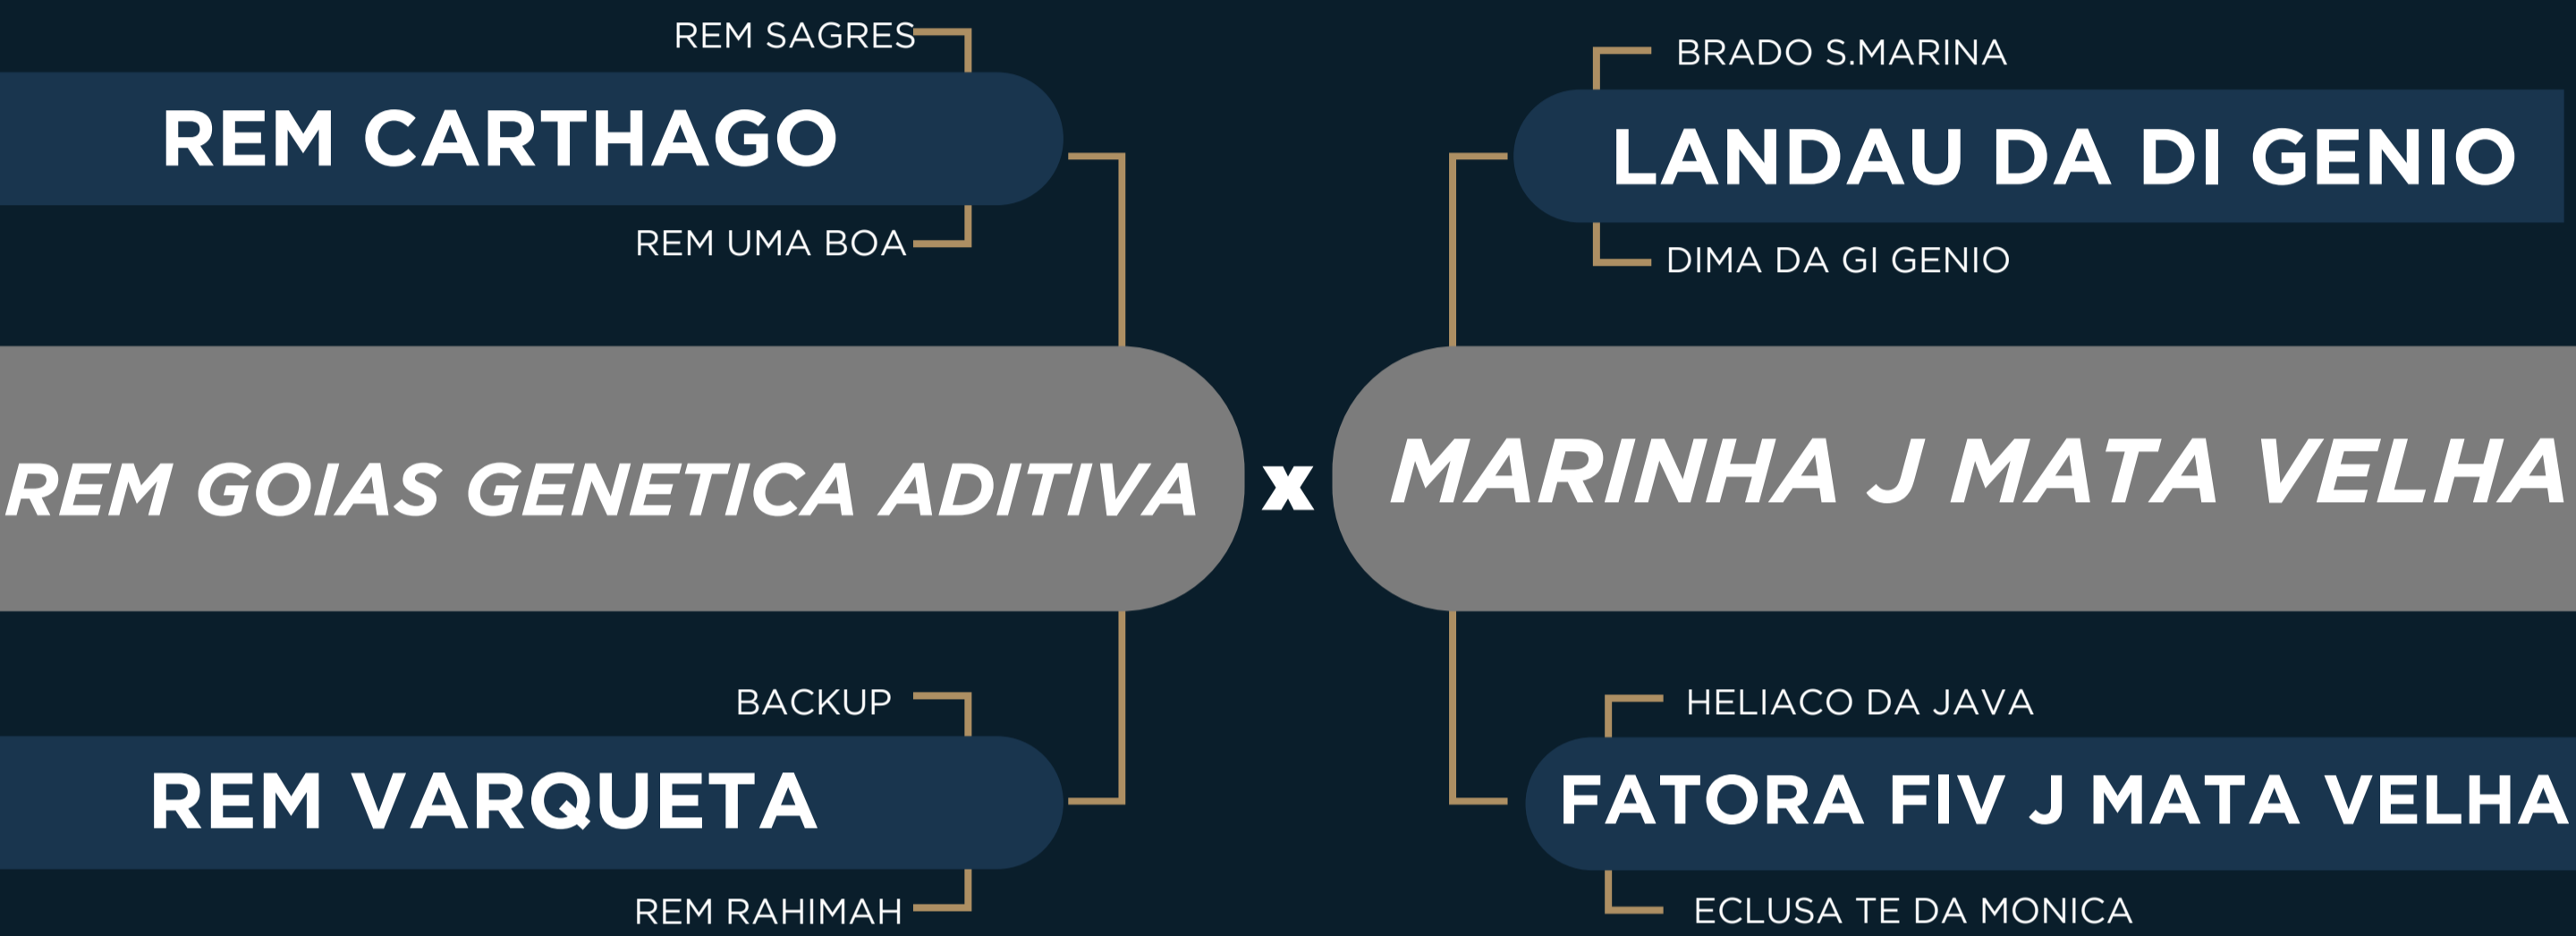 REM SAGRES
REM CARTHAGO
REM UMA BOA
BRADO S.MARINA
LANDAU DA DI GENIO
DIMA DA GI GENIO
REM GOIAS GENETICA ADITIVA
x
MARINHA J MATA VELHA
BACKUP
REM VARQUETA
REM RAHIMAH
HELIACO DA JAVA
FATORA FIV J MATA VELHA
ECLUSA TE DA MONICA